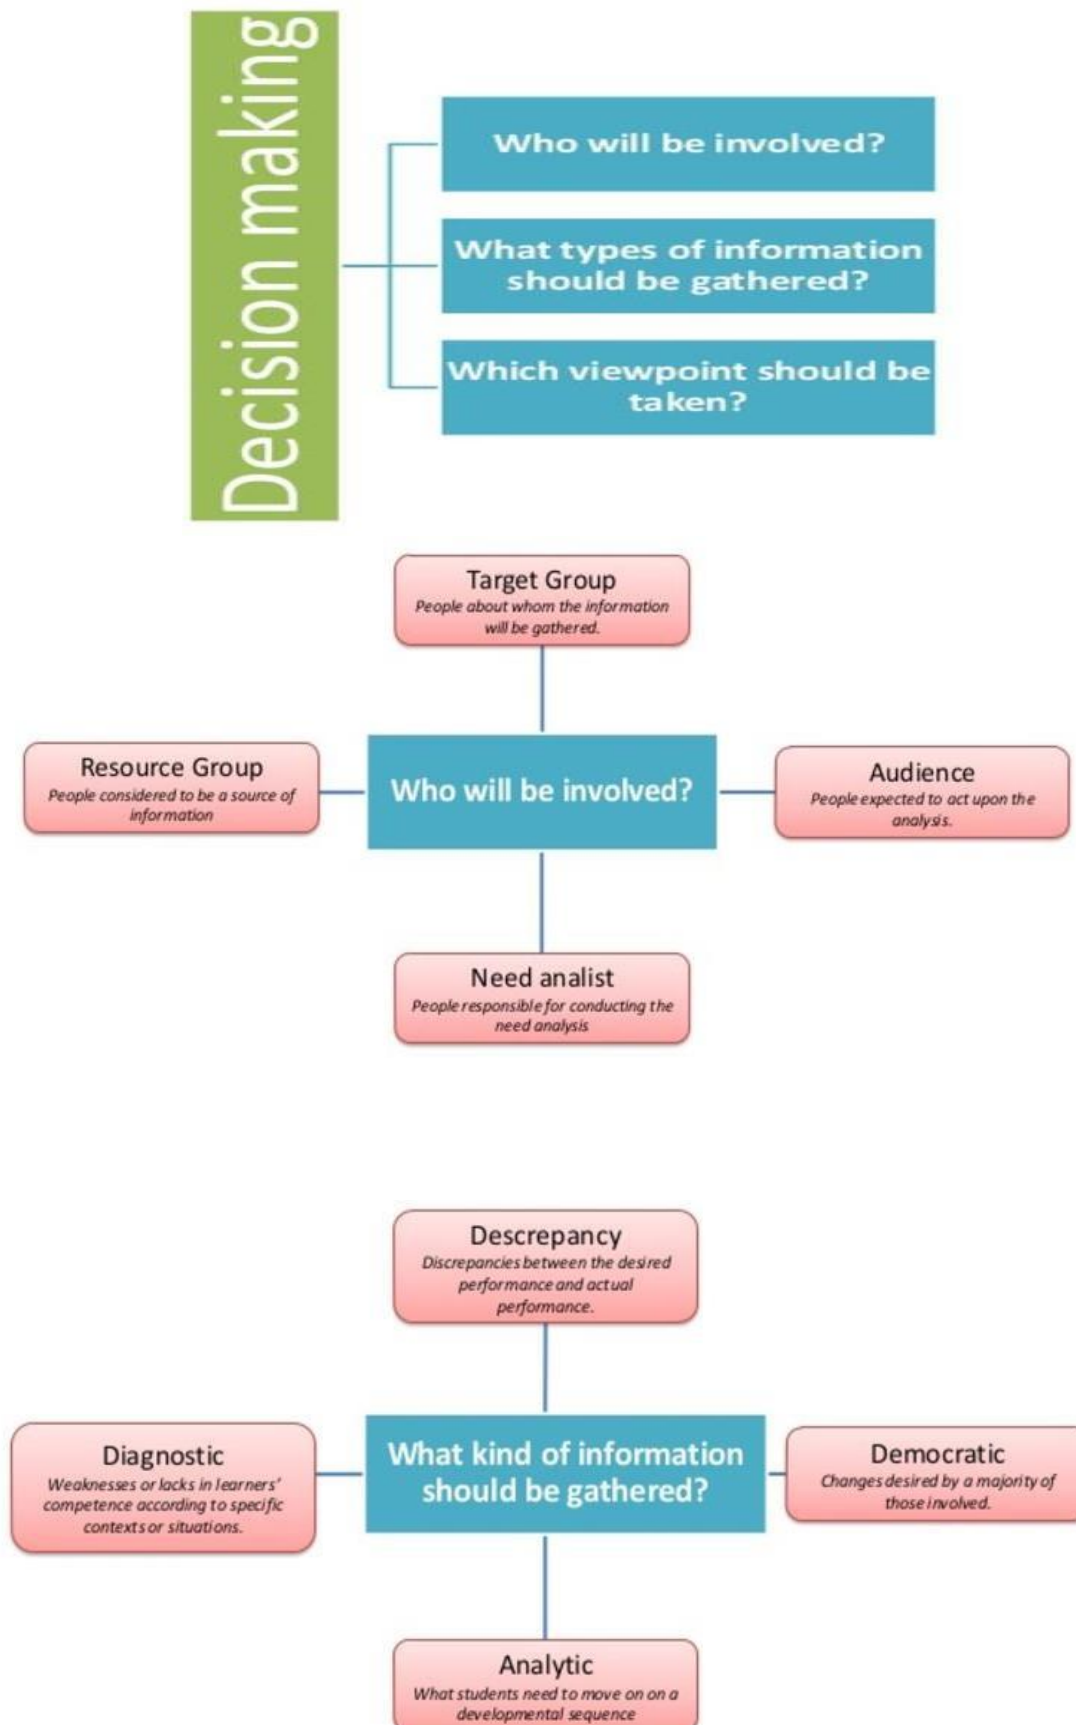 Decision making
Who will be involved?
What types of information
should be gathered?
Which viewpoint should be
taken?
Target Group
People about whom the information
will be gathered.
Resource Group
People considered to be a source of
information
Who will be involved?
Audience
People expected to act upon the
analysis.
Need analist
People responsible for conducting the
need analysis
Descrepancy
Discrepancies between the desired
performance and actual
performance.
Diagnostic
Weaknesses or lacks in learners'
competence according to specific
contexts or situations.
What kind of information
should be gathered?
Democratic
Changes desired by a majority of
those involved.
Analytic
What students need to move on on a
developmental sequence